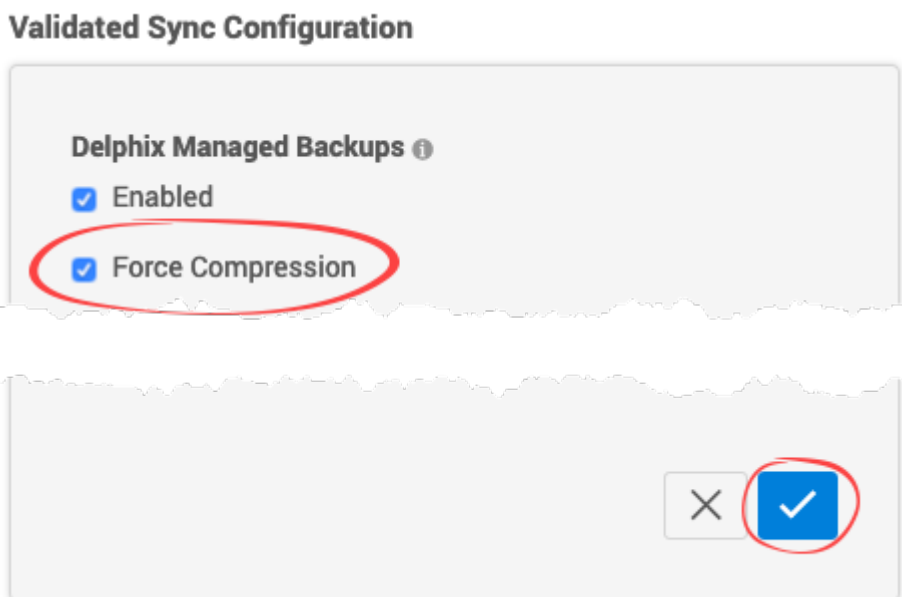 Validated Sync Configuration
Delphix Managed Backups
Enabled
Force Compression